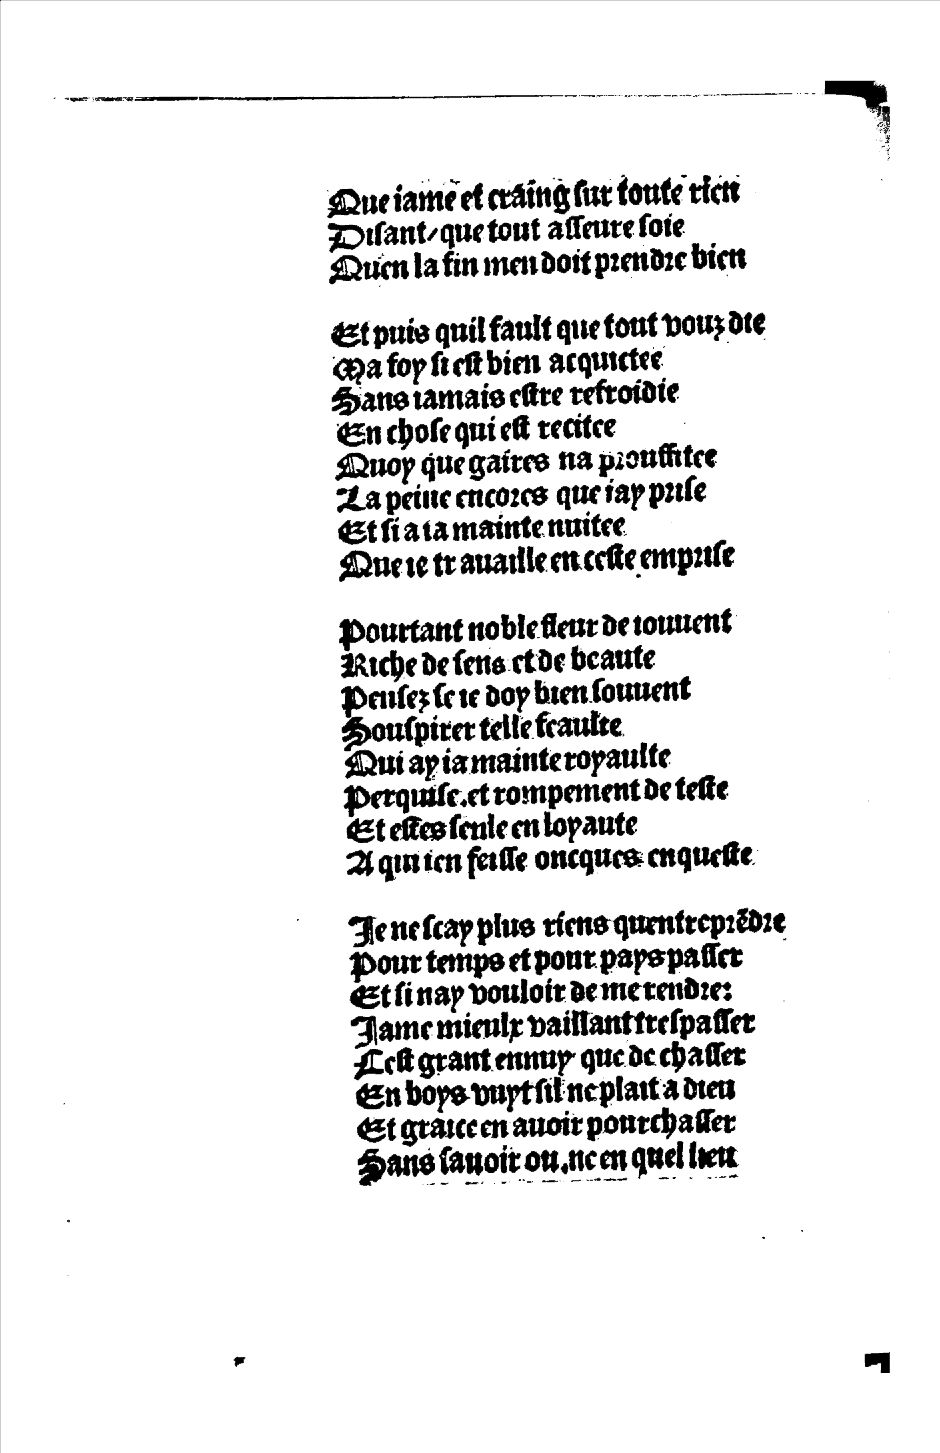 Que iame et craing sur toute rien
Disant/ que tout asseure soie
Quen la fin men doit prendre bien
Et puis quil fault que tout vouz die
Ma foy si est bien acquictee
Sans iamais estre refroidie
En chose qui est recitee
Quoy que gaires na prouffitee
La peine encores que iay prise
Et si a ia mainte nuitee
Que ie trauaille en ceste emprise
Pourtant noble fleur de iouuent
Riche de sens et de beaute
Pensez se ie doy bien souuent
Souspirer telle feaulte
Qui ay ia mainte royaulte
Perquise.et rompement de teste
Et estes seule en loyaute
A qui ien feisse oncques enqueste
Je ne scay plus riens quentreprẽdre
Pour temps et pour pays passer
Et si nay vouloir de me rendre:
Jame mieulx vaillant trespasser
Cest grant ennuy que de chasser
En boys vuyt sil ne plait a dieu
Et graice en auoir pourchasser
Sans sauoir ou.ne en quel lieu